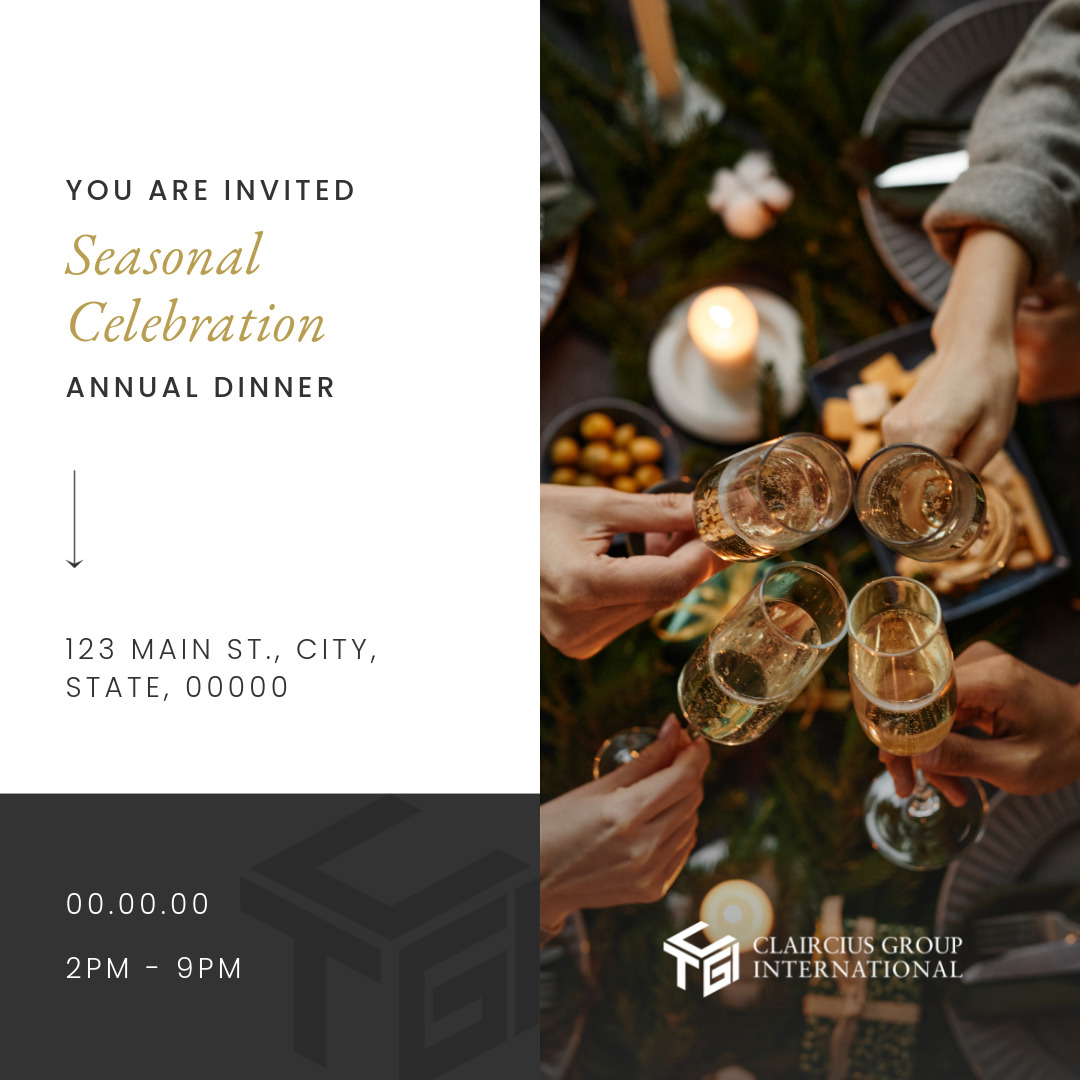 YOU ARE INVITED
Seasonal
Celebration
ANNUAL DINNER
123 MAIN ST., CITY,
STATE, 00000
00.00.00
2PM - 9PM
CLAIRCIUS GROUP
INTERNATIONAL